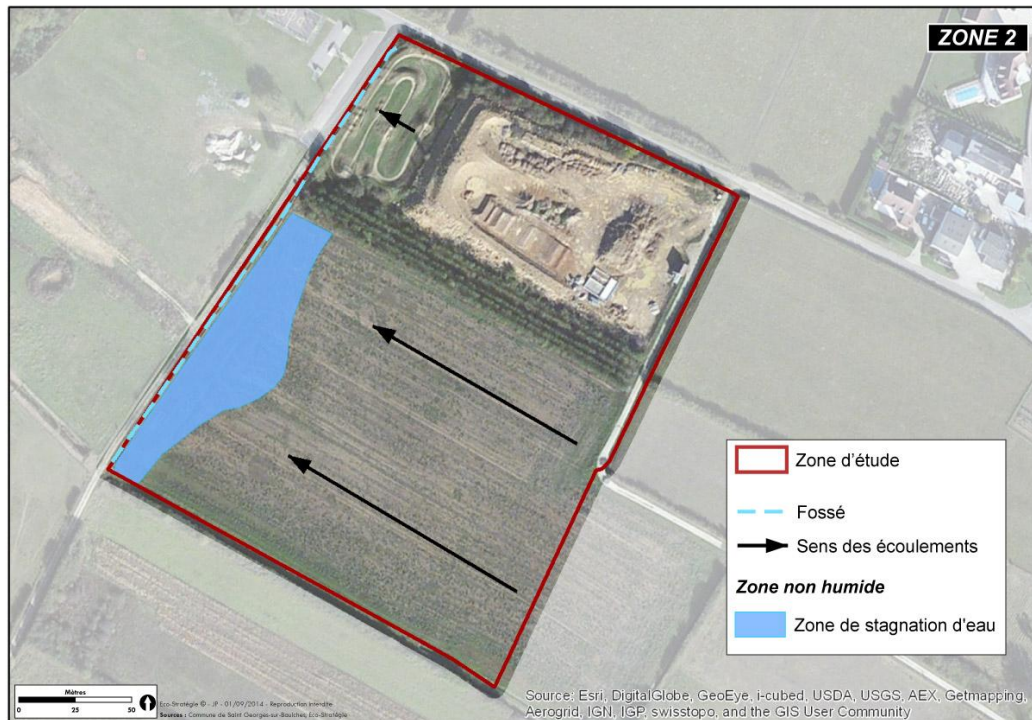 ZONE 2
Zone d'étude
Fossé
Sens des écoulements
Zone non humide
Zone de stagnation d'eau
Mètres
0 25 50
Eco-Stratégie © - JP - 01/09/2014 - Reproduction interdite
Sources : Commune de Saint Georges-sur-Baulches, Eco-Stratégie
Source: Esri, DigitalGlobe, GeoEye, i-cubed, USDA, USGS, AEX, Getmapping,
Aerogrid, IGN, IGP, swisstopo, and the GIS User Community